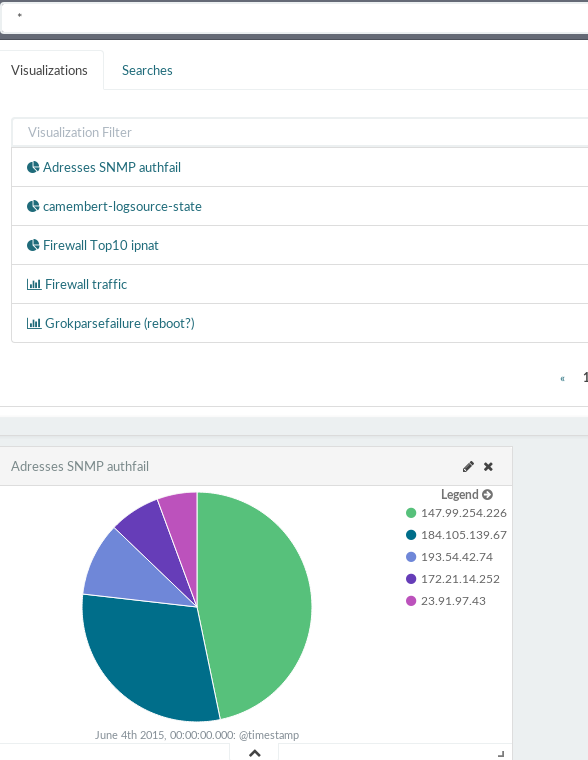 *
Visualizations Searches
Visualization Filter
Adresses SNMP authfail
camembert-logsource-state
Firewall Top10 ipnat
Firewall traffic
Grokparsefailure (reboot?)
« 1
Adresses SNMP authfail
Legend
147.99.254.226
184.105.139.67
193.54.42.74
172.21.14.252
23.91.97.43
June 4th 2015, 00:00:00.000: @timestamp